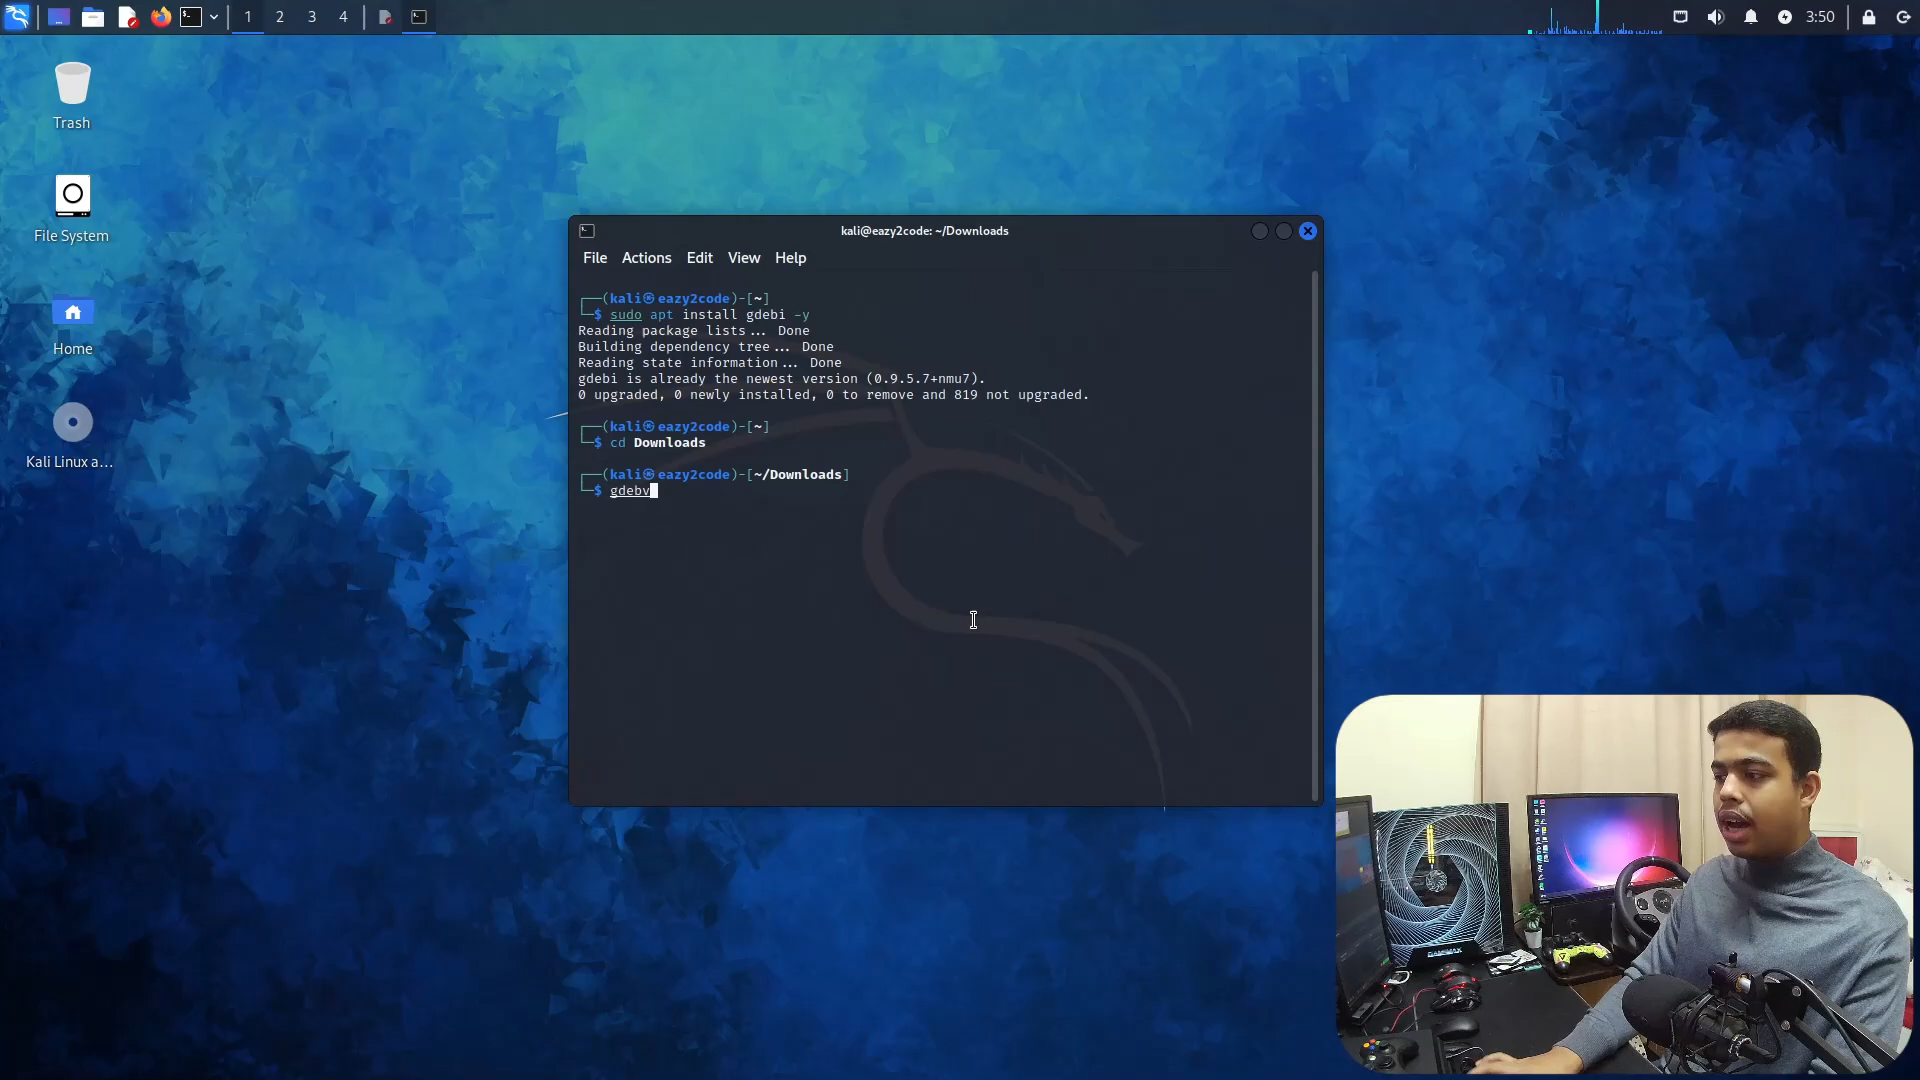 1 2 3 4
3:50
Trash
File System
Home
Kali Linux a...
kali@eazy2code: ~/Downloads
File Actions Edit View Help
┌──(kali㉿eazy2code)-[~]
└─$ sudo apt install gdebi -y
Reading package lists... Done
Building dependency tree... Done
Reading state information... Done
gdebi is already the newest version (0.9.5.7+nmu7).
0 upgraded, 0 newly installed, 0 to remove and 819 not upgraded.
┌──(kali㉿eazy2code)-[~]
└─$ cd Downloads
┌──(kali㉿eazy2code)-[~/Downloads]
└─$ gdebv
GAMEMAX